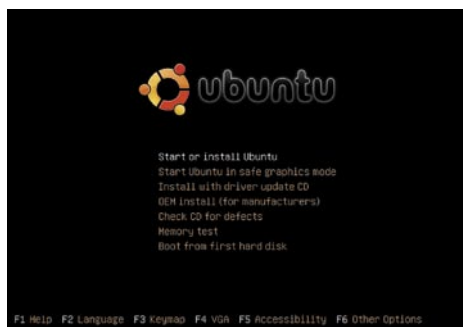 ubuntu
Start or install Ubuntu
Start Ubuntu in safe graphics mode
Install with driver update CD
OEM install (for manufacturers)
Check CD for defects
Memory test
Boot from first hard disk
F1 Help F2 Language F3 Keymap F4 VGA F5 Accessibility F6 Other Options